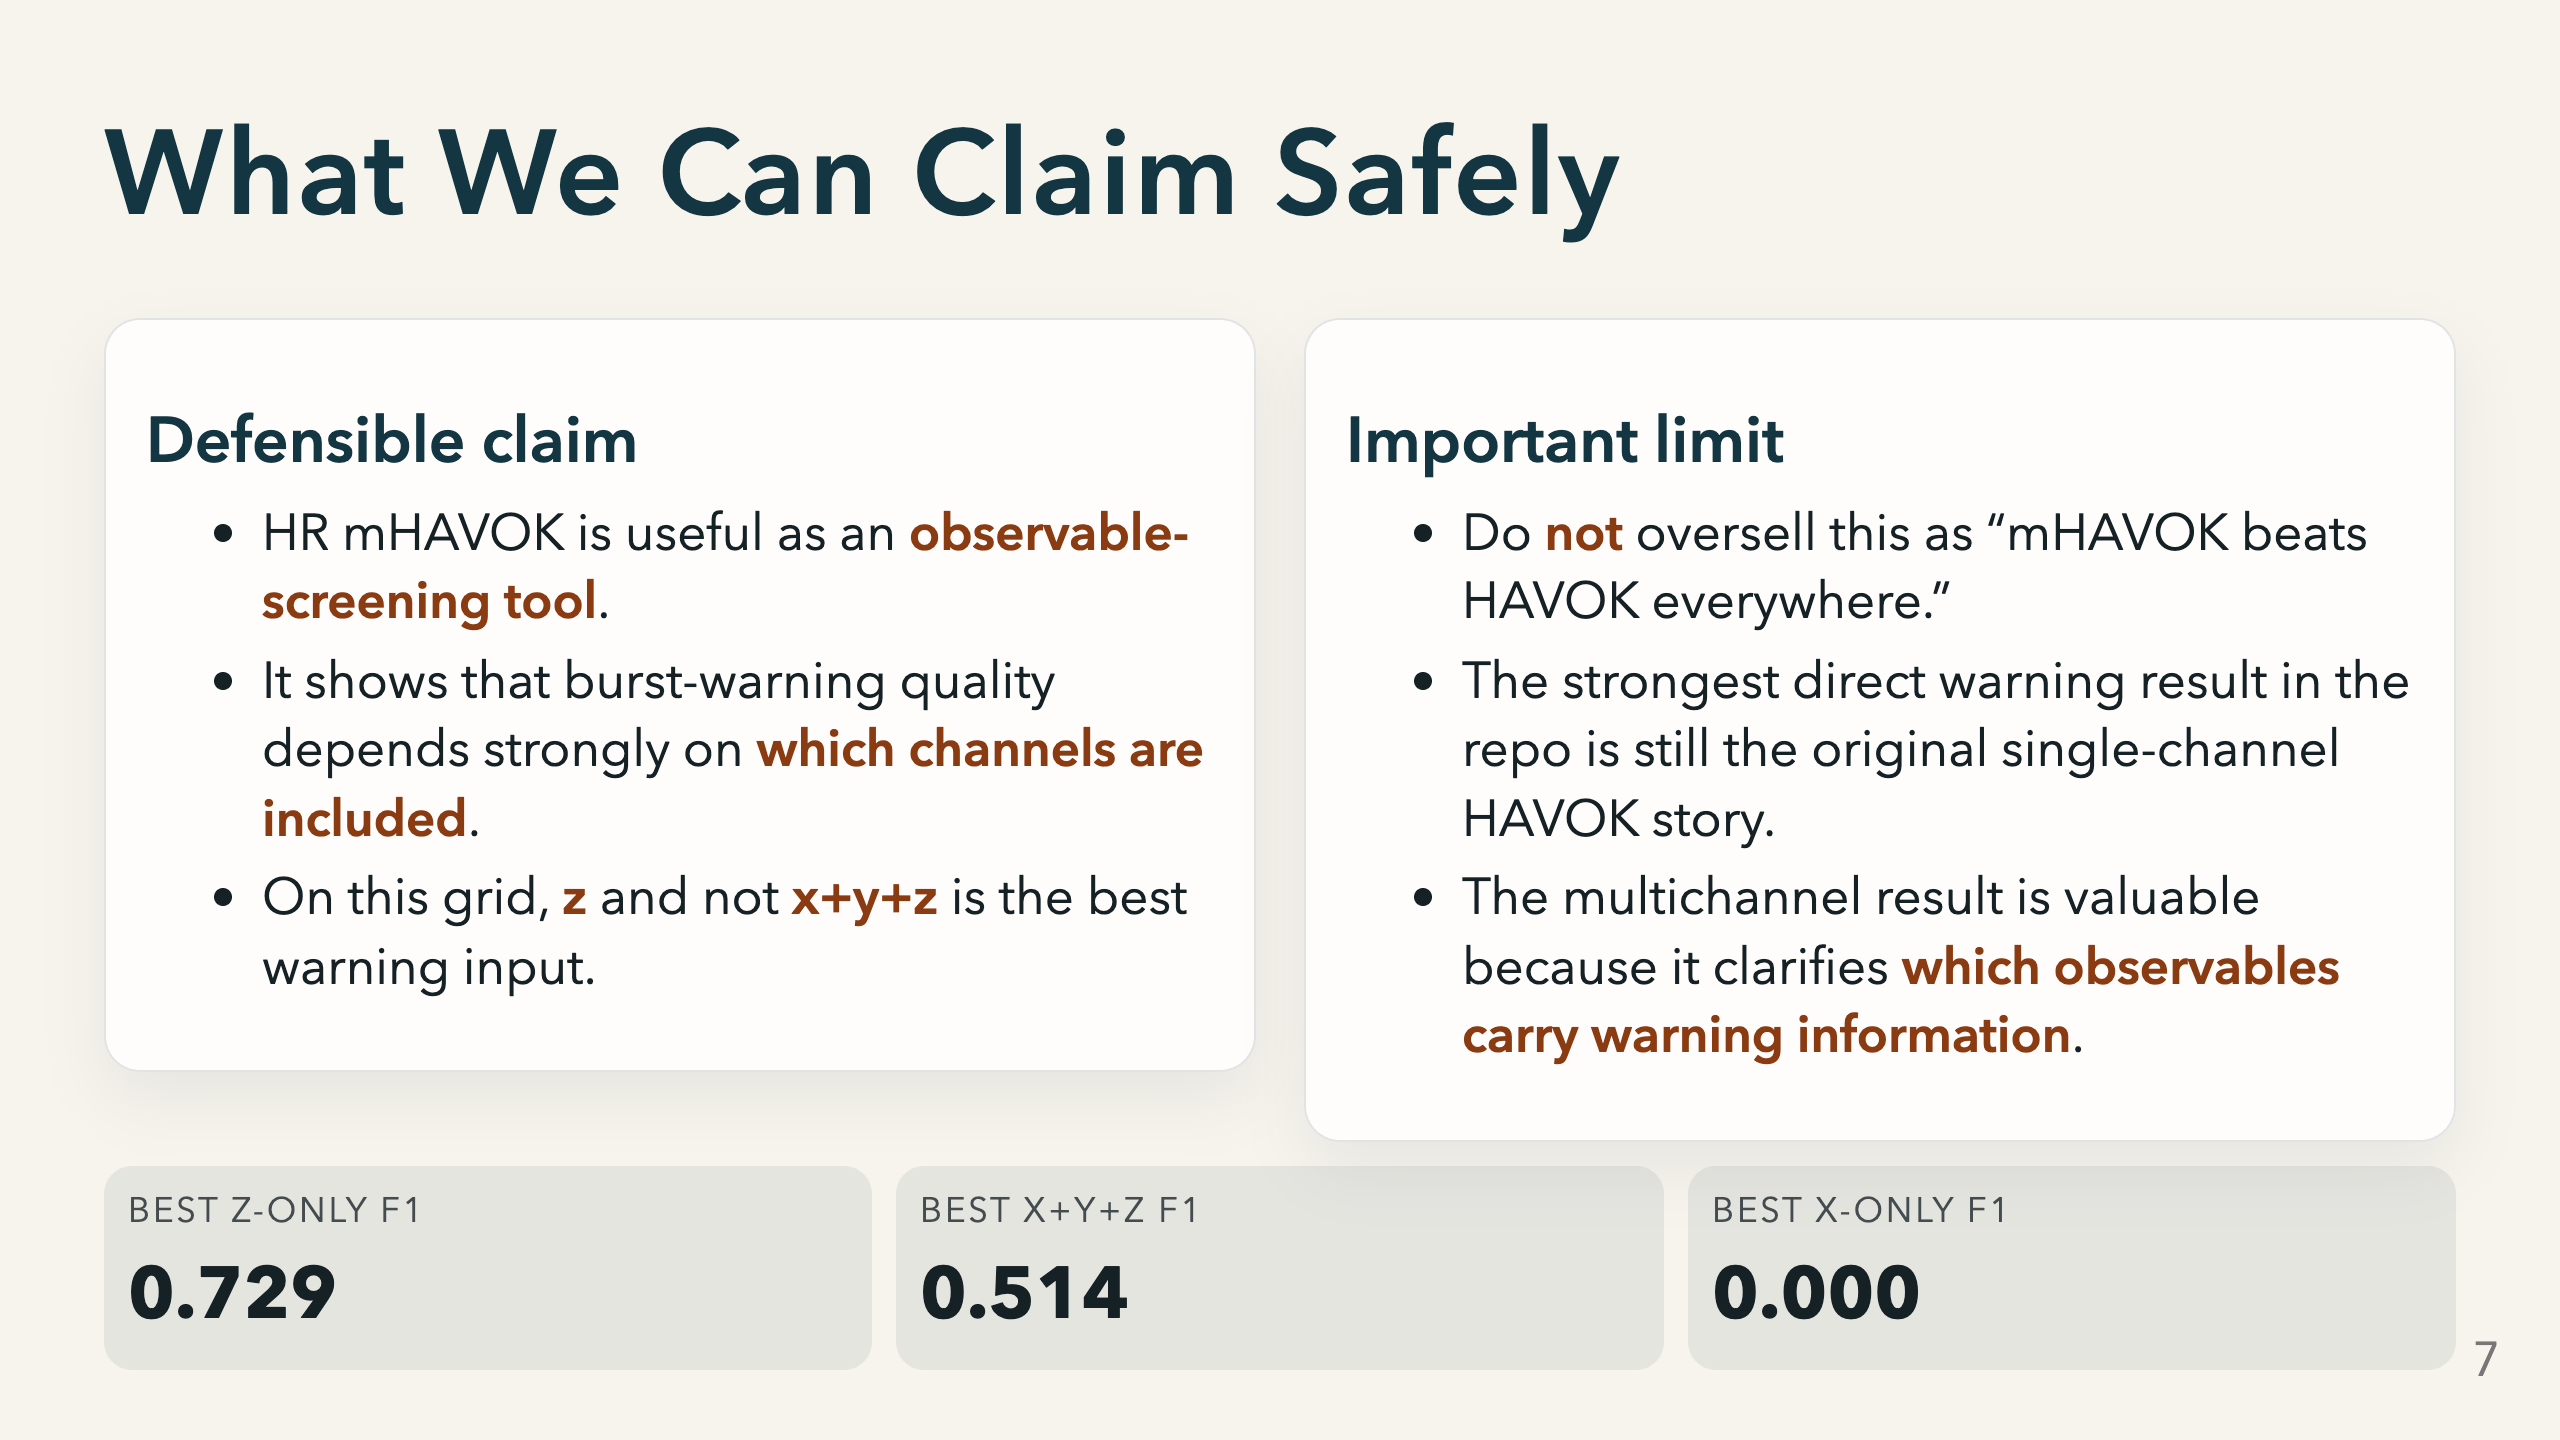 What We Can Claim Safely
Defensible claim
• HR mHAVOK is useful as an observable-
screening tool.
• It shows that burst-warning quality
depends strongly on which channels are
included.
• On this grid, z and not x+y+z is the best
warning input.
Important limit
• Do not oversell this as “mHAVOK beats
HAVOK everywhere.”
• The strongest direct warning result in the
repo is still the original single-channel
HAVOK story.
• The multichannel result is valuable
because it clarifies which observables
carry warning information.
BEST Z-ONLY F1
0.729
BEST X+Y+Z F1
0.514
BEST X-ONLY F1
0.000
7